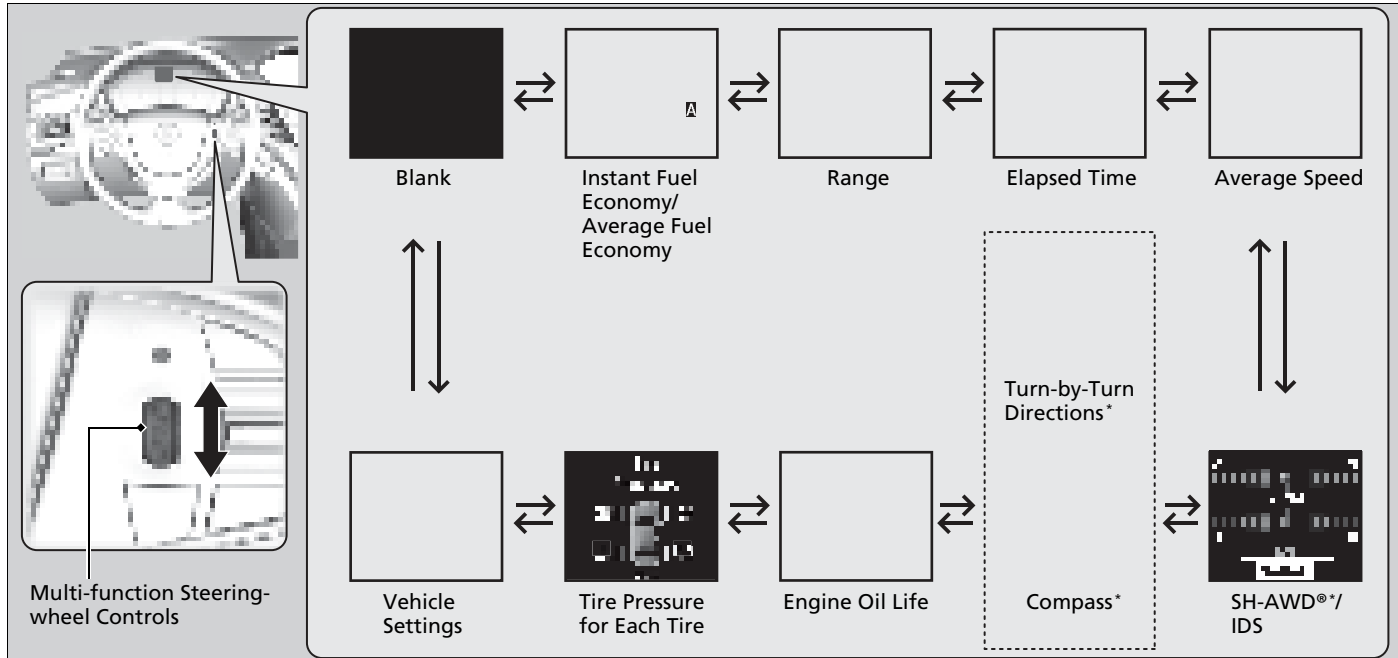 A
Blank
Instant Fuel
Economy/
Average Fuel
Economy
Range
Elapsed Time
Average Speed
Turn-by-Turn
Directions*
Multi-function Steering-
wheel Controls
Vehicle
Settings
Tire Pressure
for Each Tire
Engine Oil Life
Compass*
SH-AWD®*/
IDS